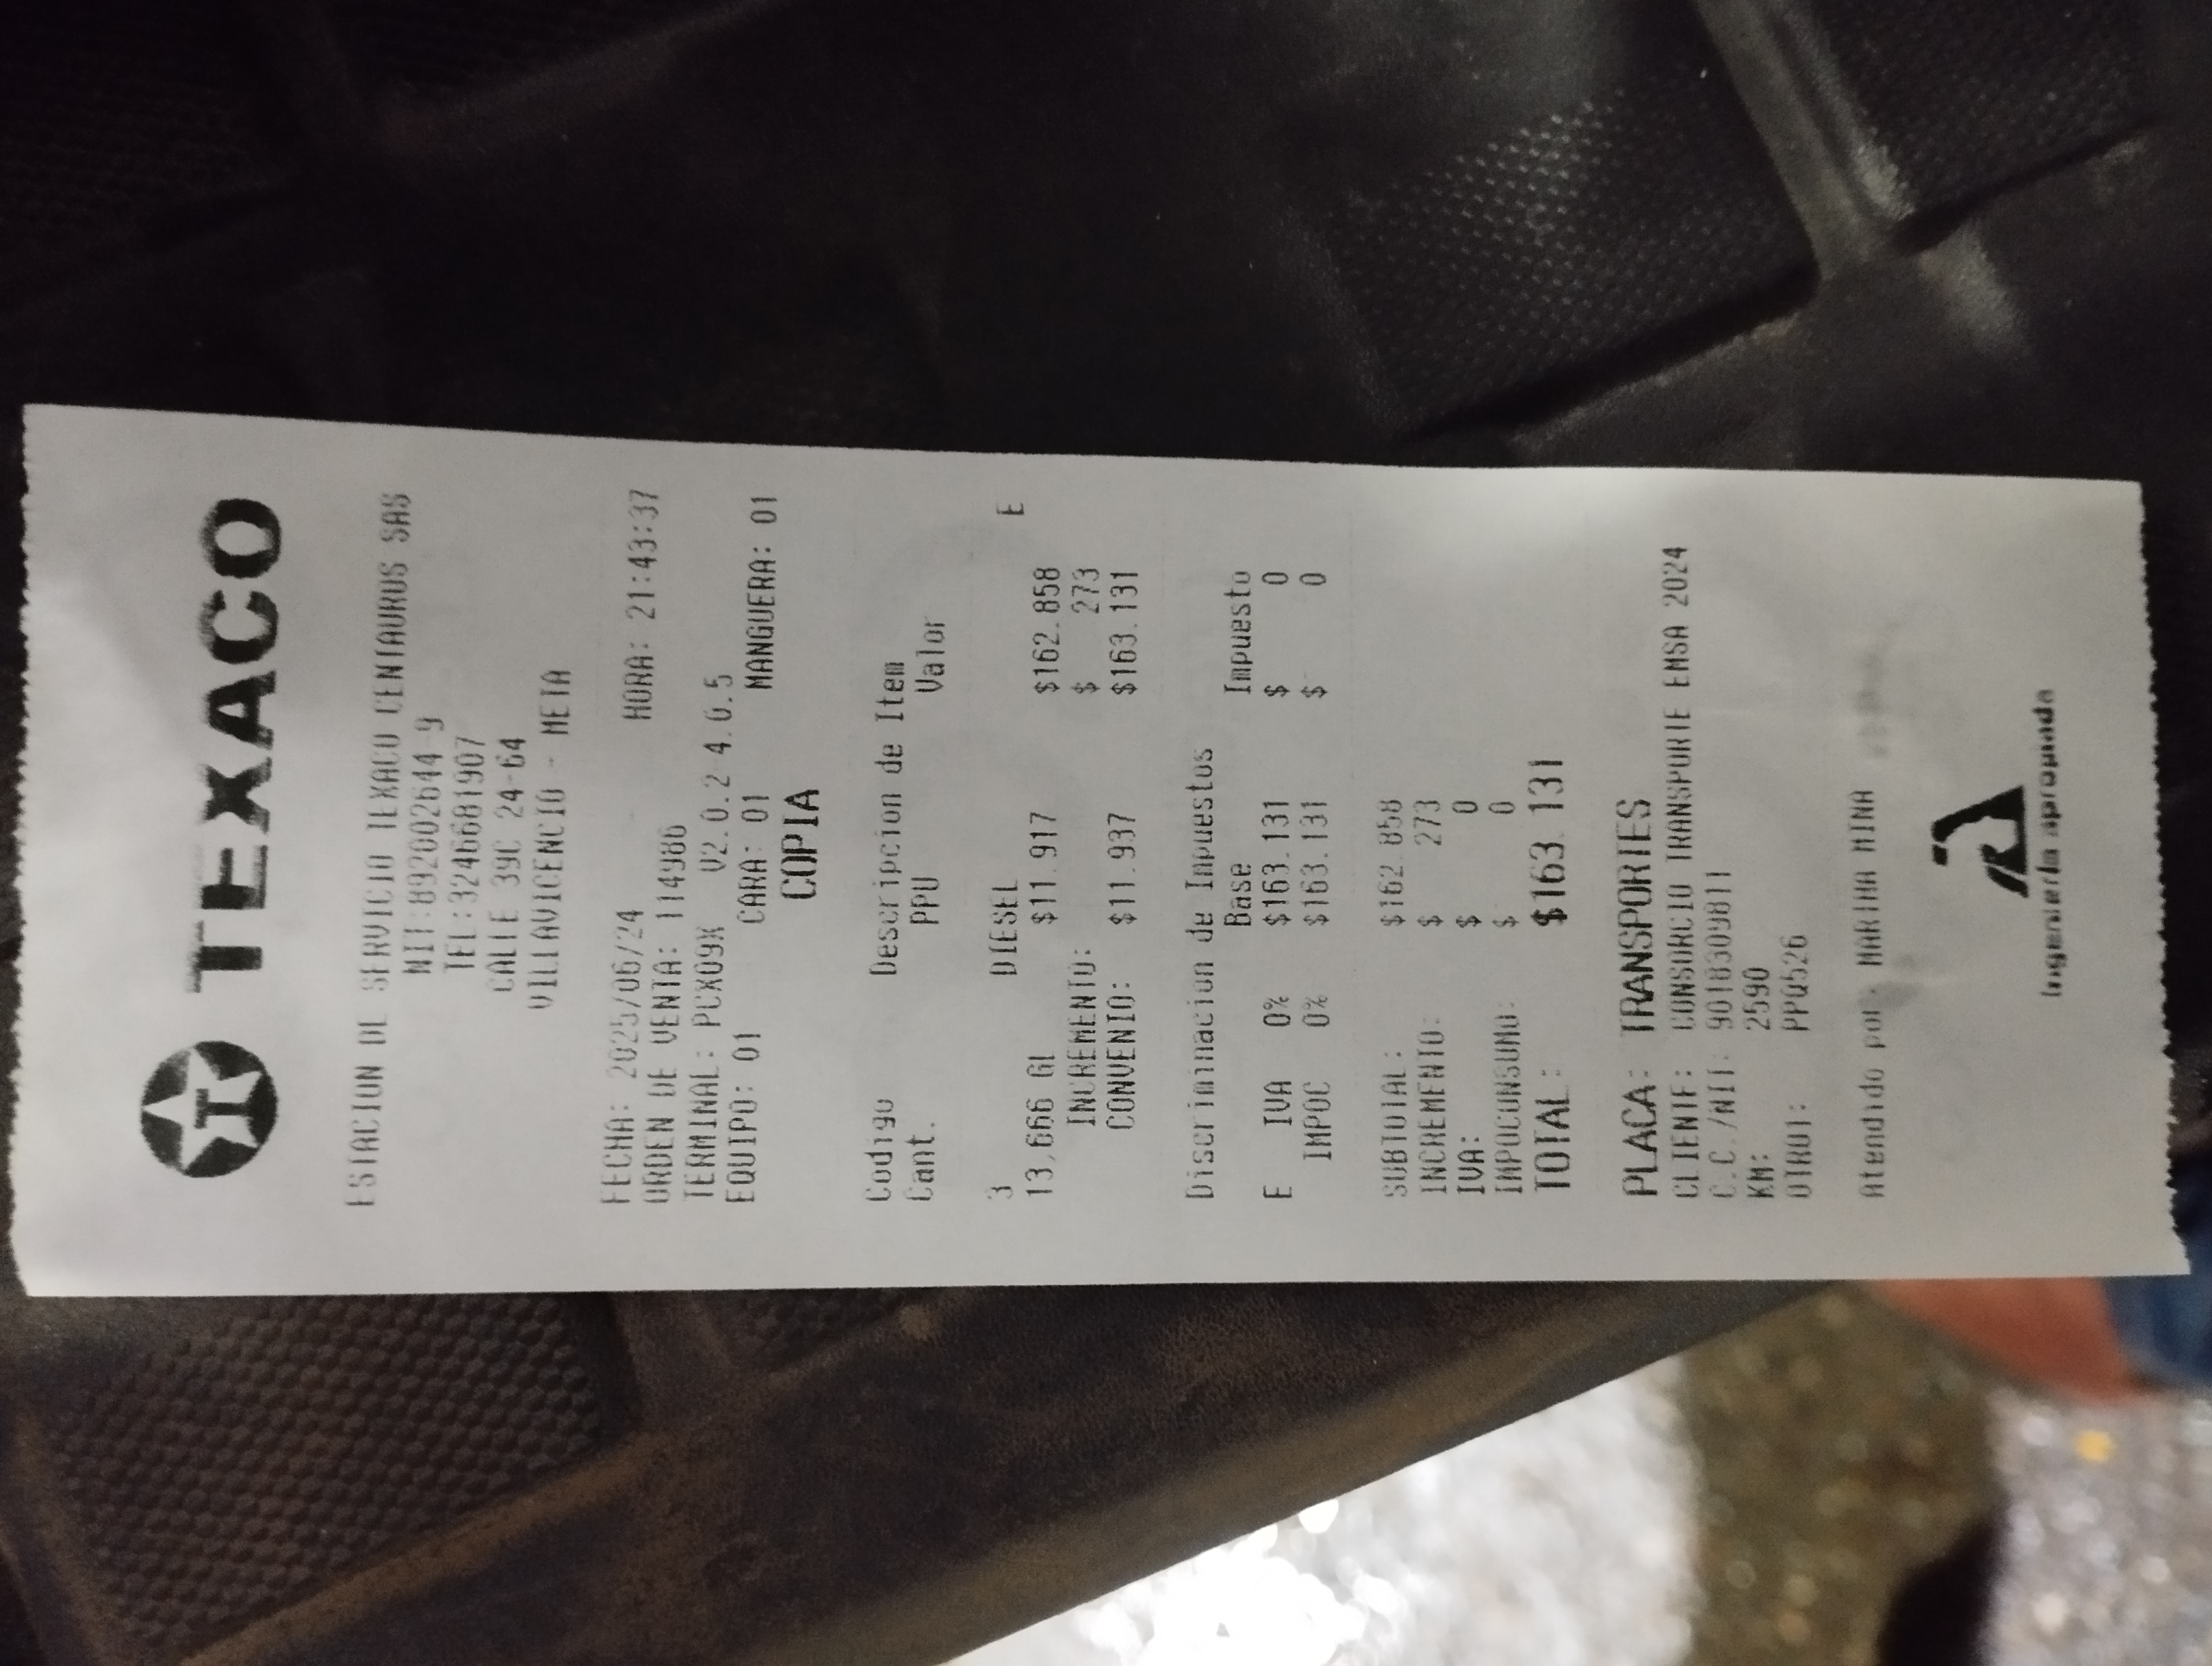 TEXACO
ESTACION DE SERVICIO TEXACO CENTAURUS SAS
NIT:892002644-9
TEL:3246681907
CALLE 39C 24-64
VILLAVICENCIO - META
FECHA: 2025/06/24 HORA: 21:43:37
ORDEN DE VENTA: 114986
TERMINAL: PCX09X V2.0.2-4.0.5
EQUIPO: 01 CARA: 01 MANGUERA: 01
COPIA
Codigo Descripcion de Item
Cant. PPU Valor
3 DIESEL E
13,666 Gl $11.917 $162.858
INCREMENTO: $ 273
CONVENIO: $11.937 $163.131
Discriminacion de Impuestos
Base Impuesto
E IVA 0% $163.131 $ 0
IMPOC 0% $163.131 $ 0
SUBTOTAL: $162.858
INCREMENTO: $ 273
IVA: $ 0
IMPOCONSUMO: $ 0
TOTAL: $163.131
PLACA: TRANSPORTES
CLIENTE: CONSORCIO TRANSPORTE EMSA 2024
C.C./NIT: 9018309811
KM: 2590
OTRO1: PPQ526
Atendido por: MARTHA MINA
Ingeniería apropiada